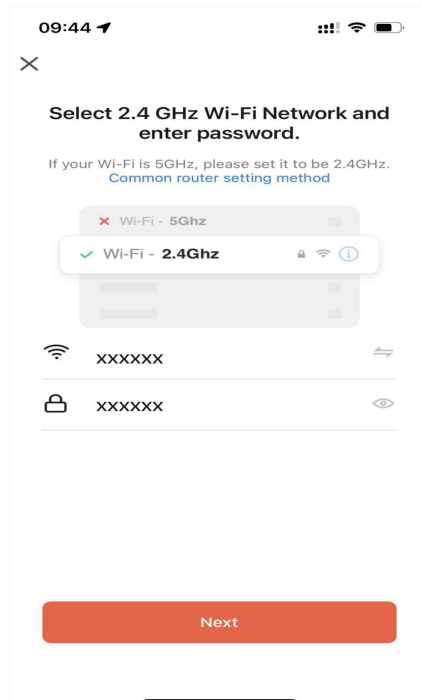 09:44
Select 2.4 GHz Wi-Fi Network and
enter password.
If your Wi-Fi is 5GHz, please set it to be 2.4GHz.
Common router setting method
Wi-Fi - 5Ghz
Wi-Fi - 2.4Ghz
xxxxxx
xxxxxx
Next